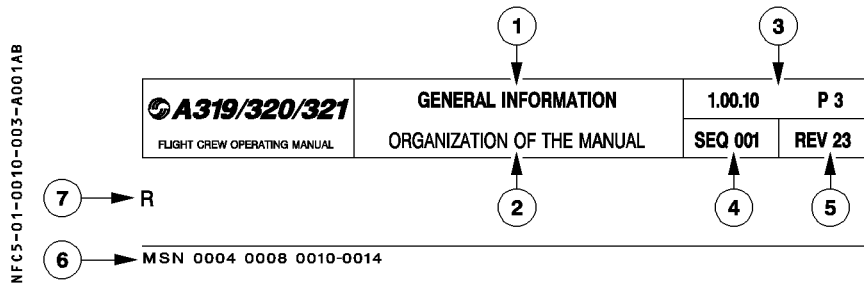 1 3
A319/320/321 GENERAL INFORMATION 1.00.10 P 3
FLIGHT CREW OPERATING MANUAL ORGANIZATION OF THE MANUAL SEQ 001 REV 23
7 R 2 4 5
6 MSN 0004 0008 0010-0014
NFC5-01-0010-003-A001AB